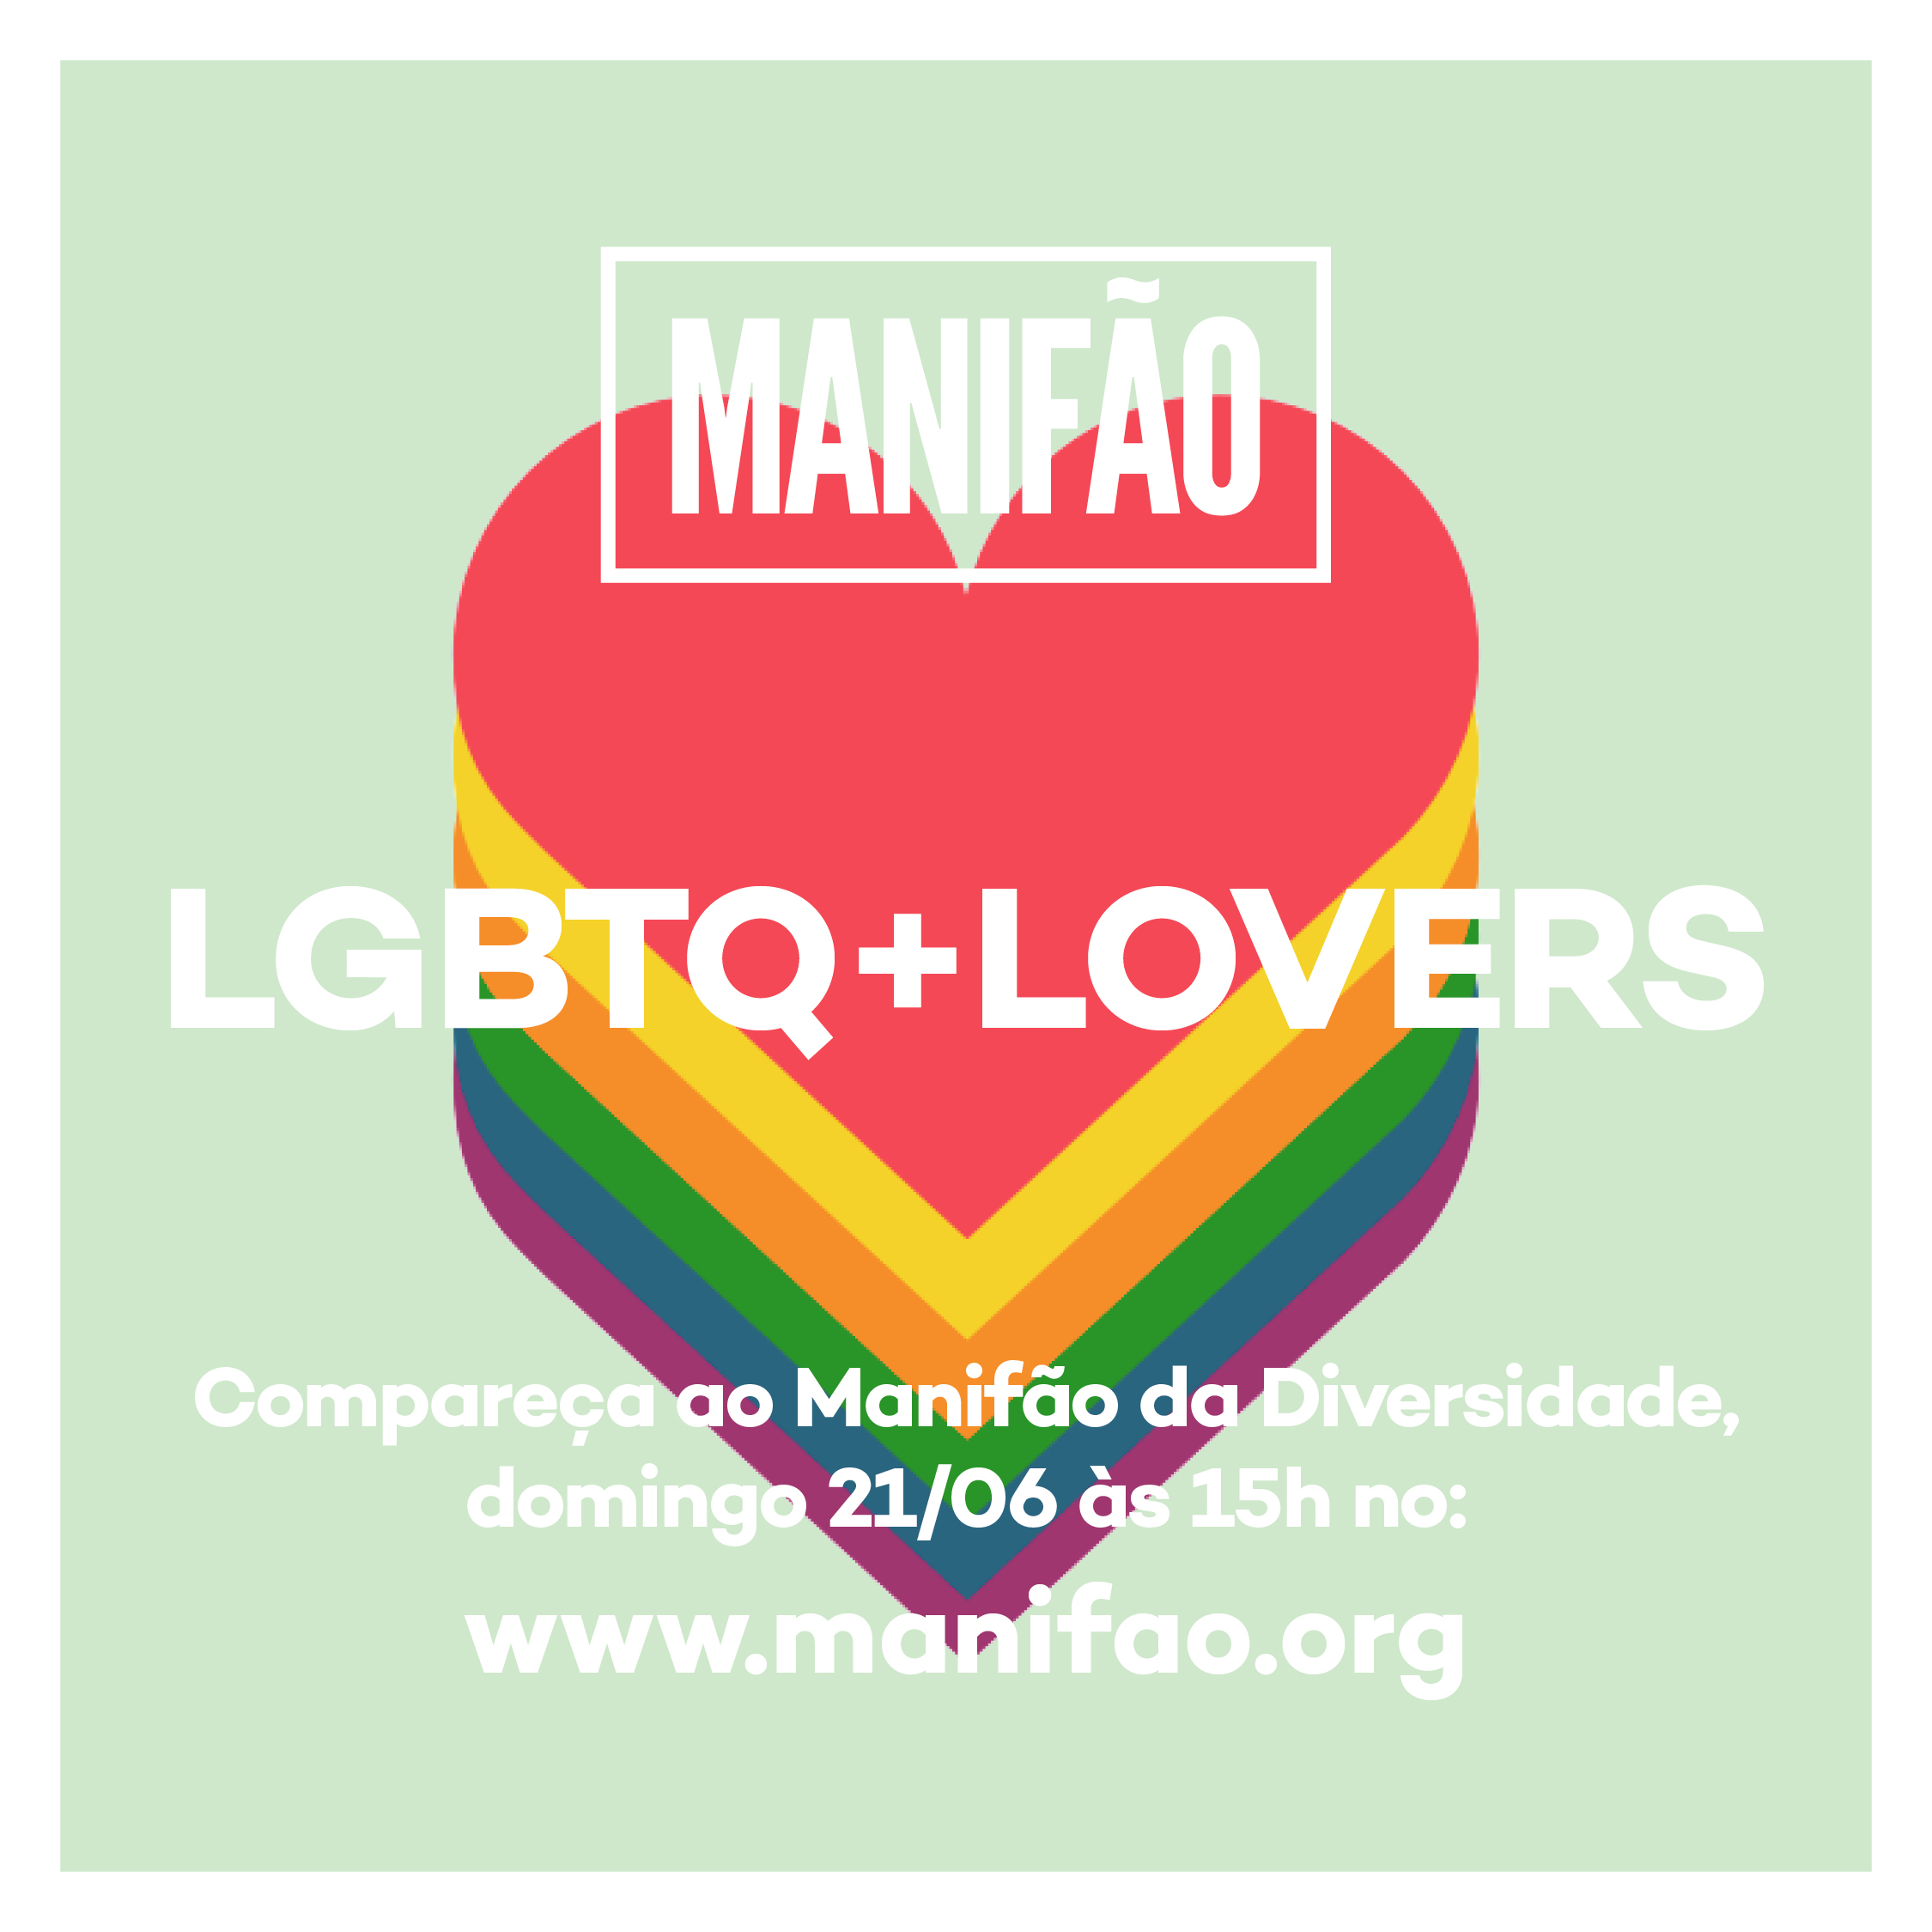 MANIFÃO
LGBTQ+LOVERS
Compareça ao Manifão da Diversidade,
domingo 21/06 às 15h no:
www.manifao.org